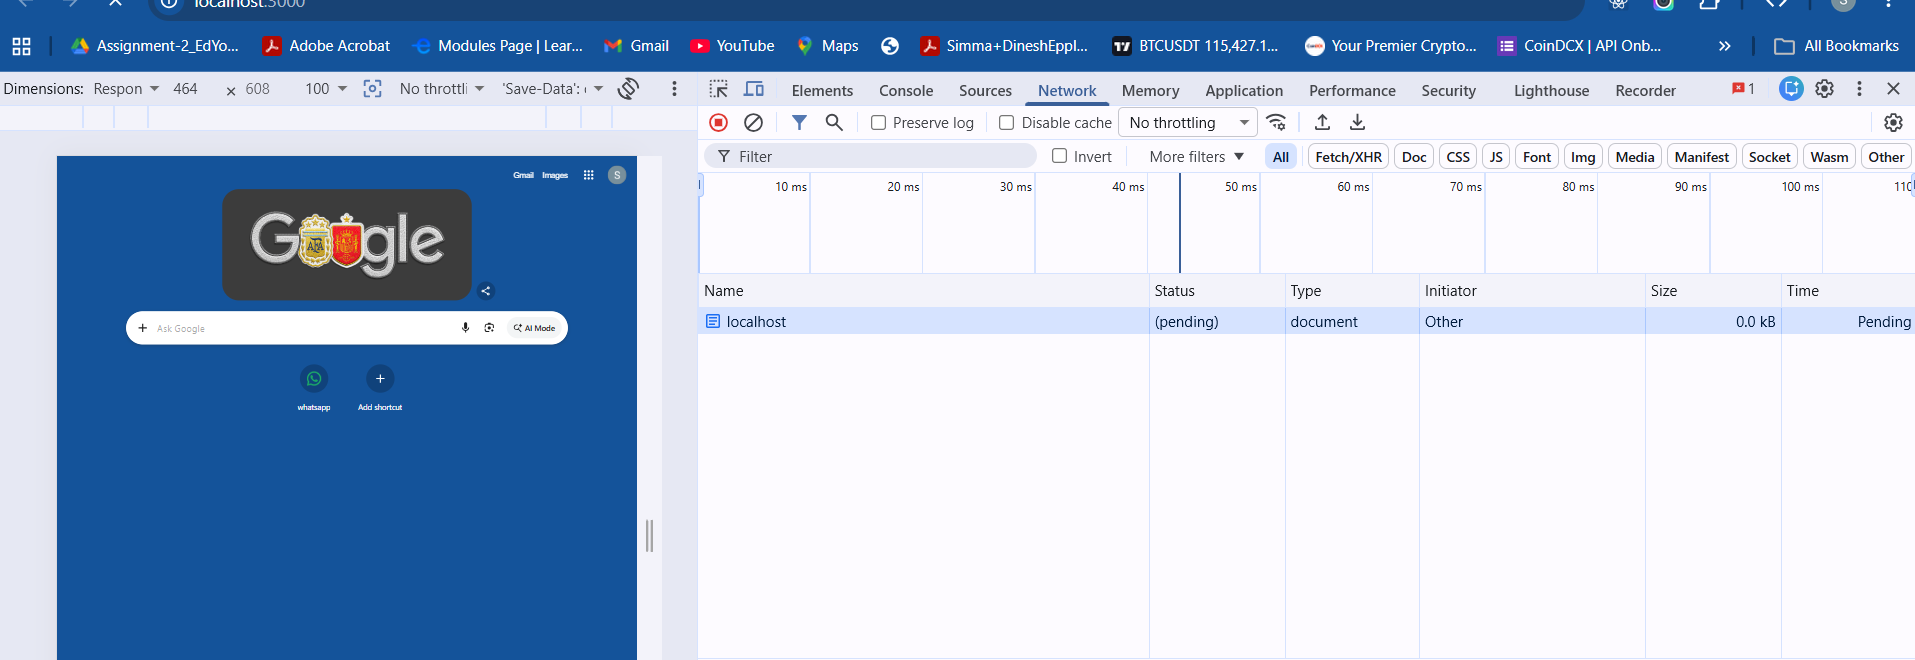 localhost:3000
S
Assignment-2_EdYo...
Adobe Acrobat
Modules Page | Lear...
Gmail
YouTube
Maps
Simma+DineshEppl...
BTCUSDT 115,427.1...
Your Premier Crypto...
CoinDCX | API Onb...
»
All Bookmarks
Dimensions: Respon 464 × 608 100 No throttli 'Save-Data': 
Elements Console Sources Network Memory Application Performance Security Lighthouse Recorder 1
Preserve log Disable cache No throttling
Filter Invert More filters All Fetch/XHR Doc CSS JS Font Img Media Manifest Socket Wasm Other
10 ms 20 ms 30 ms 40 ms 50 ms 60 ms 70 ms 80 ms 90 ms 100 ms 110
Gmail Images S
Google
AFA
Ask Google AI Mode
whatsapp Add shortcut
Name Status Type Initiator Size Time
localhost (pending) document Other 0.0 kB Pending